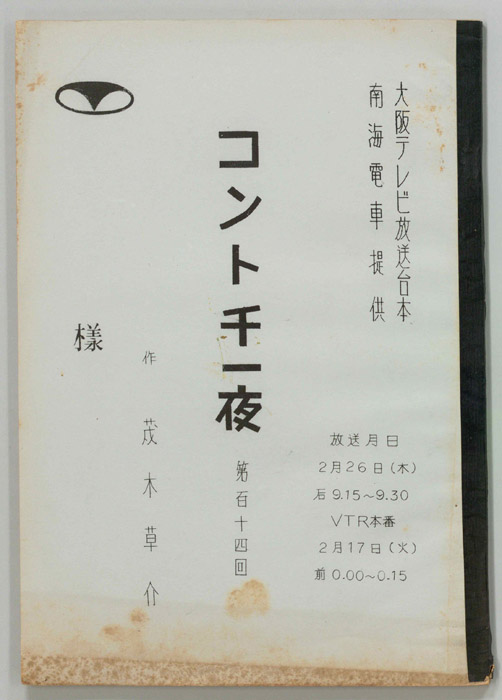 大阪テレビ放送台本
南海電車提供
コント千一夜
第百十四回
作 茂木草介
様
放送月日
2月26日(木)
后9.15~9.30
VTR本番
2月17日(火)
前0.00~0.15